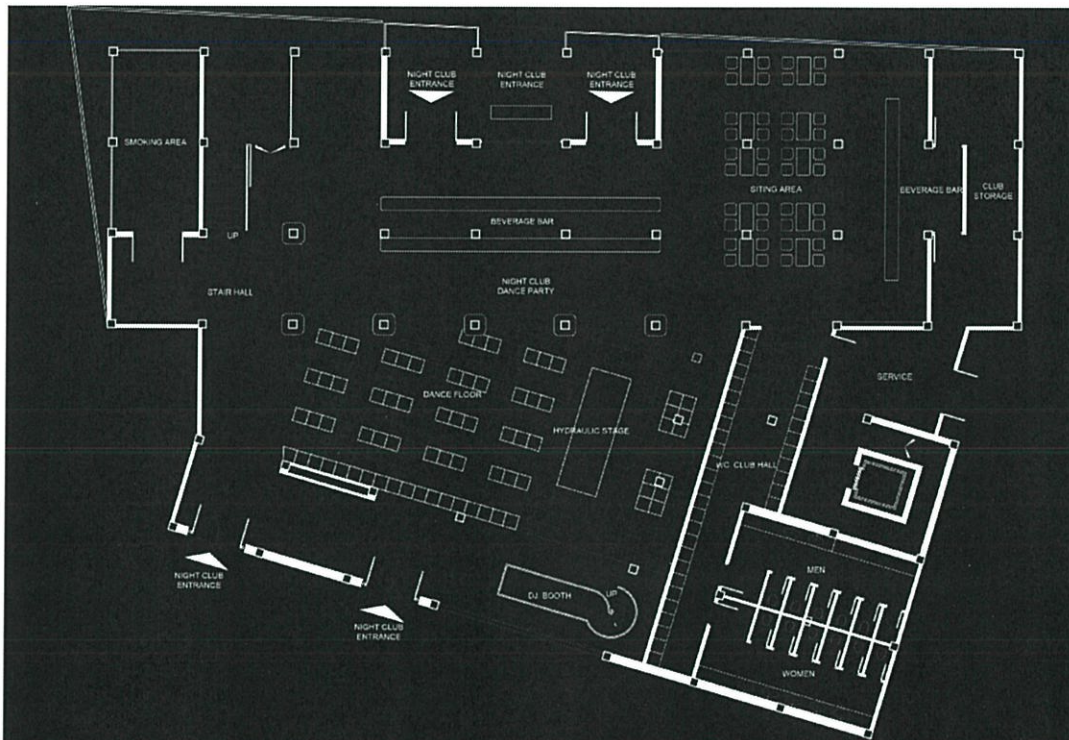 NIGHT CLUB
ENTRANCE
NIGHT CLUB
ENTRANCE
NIGHT CLUB
ENTRANCE
SMOKING AREA
SITING AREA
BEVERAGE BAR
CLUB
STORAGE
BEVERAGE BAR
UP
STAIR HALL
NIGHT CLUB
DANCE PARTY
SERVICE
DANCE FLOOR
HYDRAULIC STAGE
WC. CLUB HALL
MEN
NIGHT CLUB
ENTRANCE
DJ. BOOTH
UP
NIGHT CLUB
ENTRANCE
WOMEN